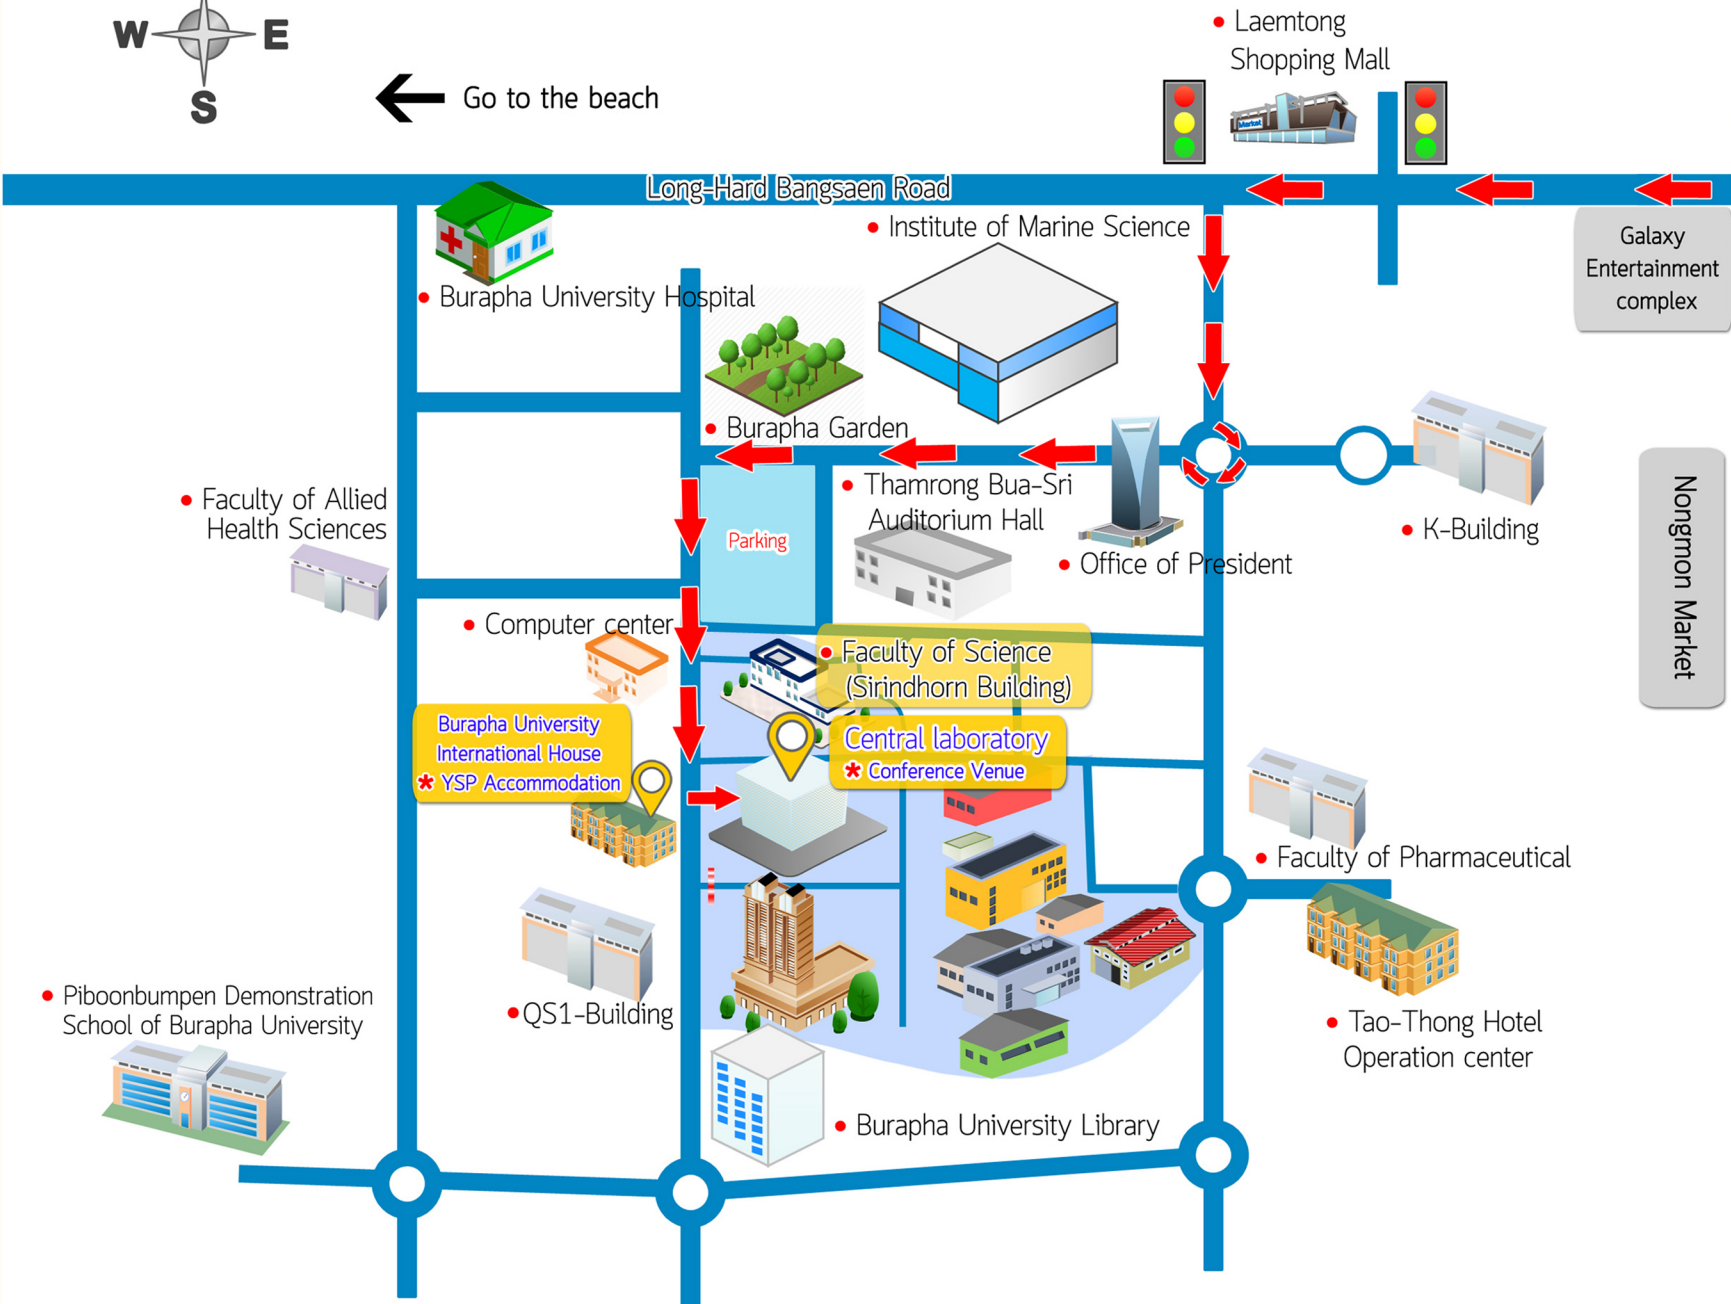 W E
S
Go to the beach
Laemtong
Shopping Mall
Market
Long-Hard Bangsaen Road
Institute of Marine Science
Galaxy
Entertainment
complex
Burapha University Hospital
Burapha Garden
Thamrong Bua-Sri
Auditorium Hall
Faculty of Allied
Health Sciences
Parking
K-Building
Nongmon Market
Office of President
Computer center
Faculty of Science
(Sirindhorn Building)
Burapha University
International House
* YSP Accommodation
Central laboratory
* Conference Venue
Faculty of Pharmaceutical
QS1-Building
Piboonbumpen Demonstration
School of Burapha University
Tao-Thong Hotel
Operation center
Burapha University Library